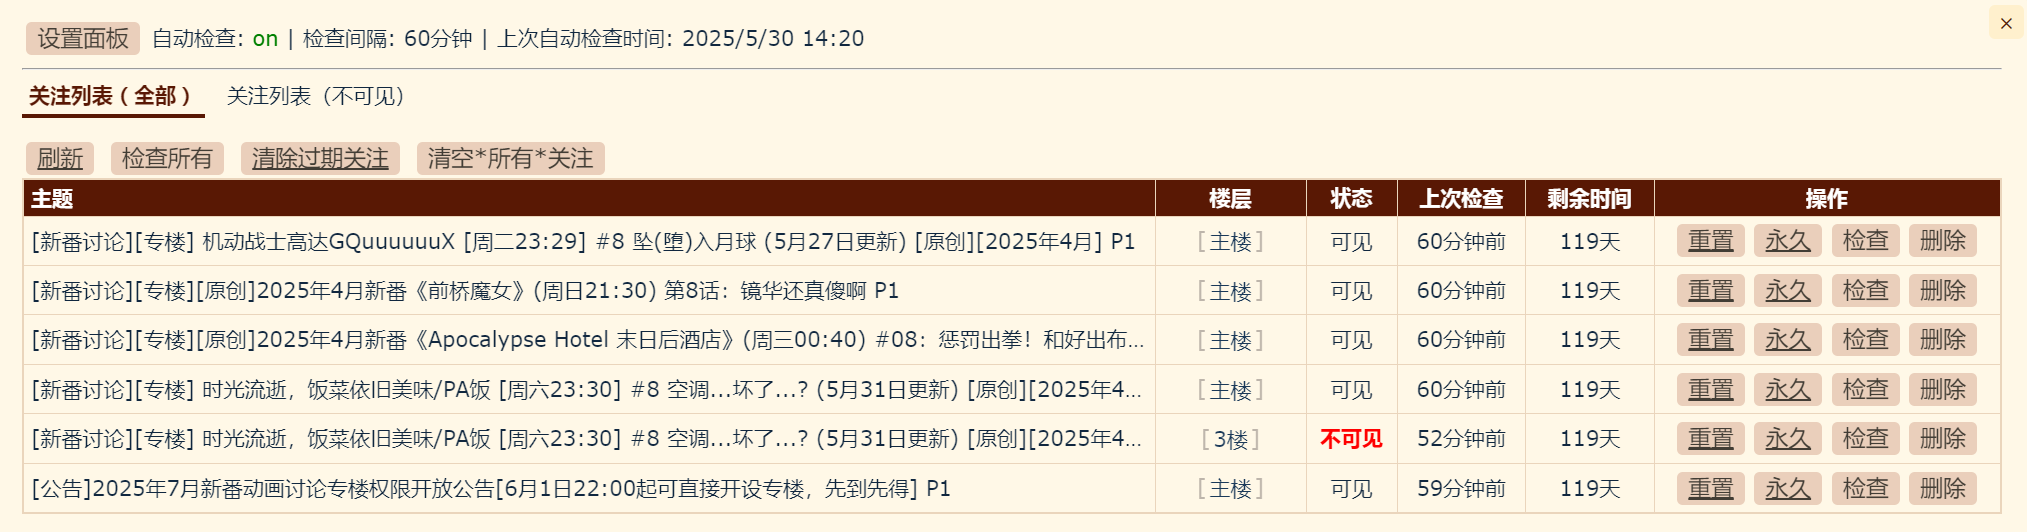 设置面板 自动检查: on | 检查间隔: 60分钟 | 上次自动检查时间: 2025/5/30 14:20 ×
关注列表（全部） 关注列表（不可见）
刷新 检查所有 清除过期关注 清空*所有*关注
主题 楼层 状态 上次检查 剩余时间 操作
[新番讨论][专楼] 机动战士高达GQuuuuuuX [周二23:29] #8 坠(堕)入月球 (5月27日更新) [原创][2025年4月] P1 [主楼] 可见 60分钟前 119天 重置 永久 检查 删除
[新番讨论][专楼][原创]2025年4月新番《前桥魔女》(周日21:30) 第8话：镜华还真傻啊 P1 [主楼] 可见 60分钟前 119天 重置 永久 检查 删除
[新番讨论][专楼][原创]2025年4月新番《Apocalypse Hotel 末日后酒店》(周三00:40) #08：惩罚出拳！和好出布… [主楼] 可见 60分钟前 119天 重置 永久 检查 删除
[新番讨论][专楼] 时光流逝，饭菜依旧美味/PA饭 [周六23:30] #8 空调…坏了…? (5月31日更新) [原创][2025年4… [主楼] 可见 60分钟前 119天 重置 永久 检查 删除
[新番讨论][专楼] 时光流逝，饭菜依旧美味/PA饭 [周六23:30] #8 空调…坏了…? (5月31日更新) [原创][2025年4… [3楼] 不可见 52分钟前 119天 重置 永久 检查 删除
[公告]2025年7月新番动画讨论专楼权限开放公告[6月1日22:00起可直接开设专楼，先到先得] P1 [主楼] 可见 59分钟前 119天 重置 永久 检查 删除